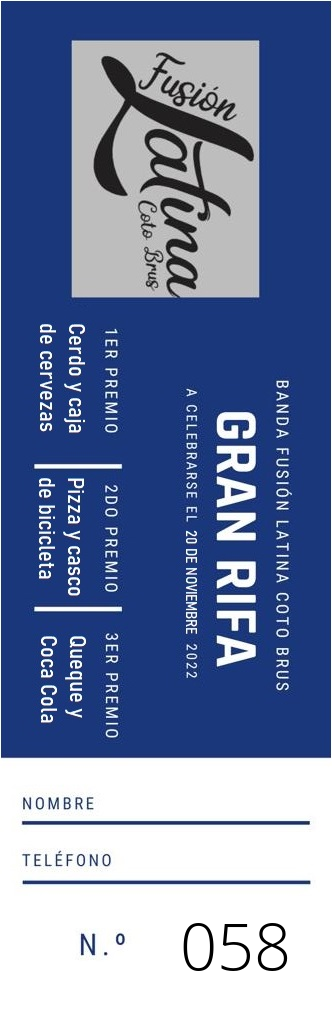 Fusión
Latina
Coto Brus
BANDA FUSIÓN LATINA COTO BRUS
GRAN RIFA
A CELEBRARSE EL 20 DE NOVIEMBRE 2022
1ER PREMIO
Cerdo y caja
de cervezas
2DO PREMIO
Pizza y casco
de bicicleta
3ER PREMIO
Queque y
Coca Cola
NOMBRE
TELÉFONO
N.º 058